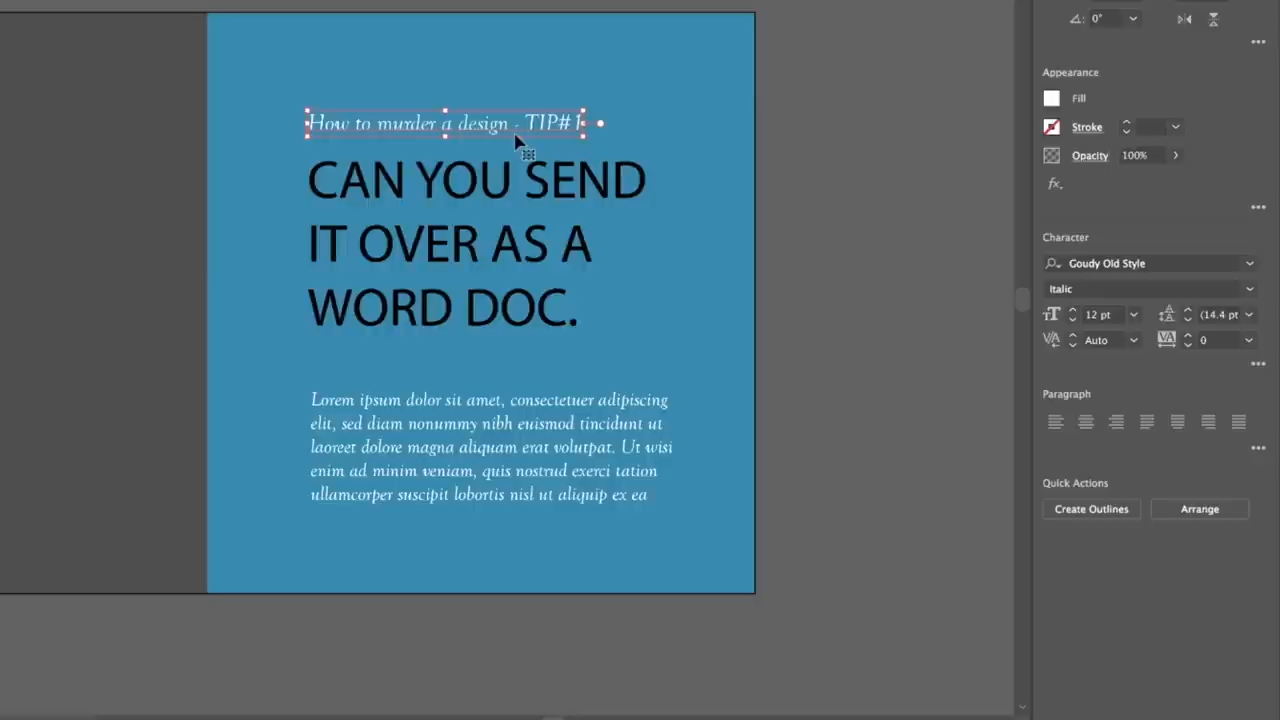 0°
How to murder a design - TIP#1
CAN YOU SEND
IT OVER AS A
WORD DOC.
Lorem ipsum dolor sit amet, consectetuer adipiscing
elit, sed diam nonummy nibh euismod tincidunt ut
laoreet dolore magna aliquam erat volutpat. Ut wisi
enim ad minim veniam, quis nostrud exerci tation
ullamcorper suscipit lobortis nisl ut aliquip ex ea
Appearance
Fill
Stroke
Opacity 100%
fx.
Character
Goudy Old Style
Italic
12 pt (14.4 pt
Auto 0
Paragraph
Quick Actions
Create Outlines Arrange